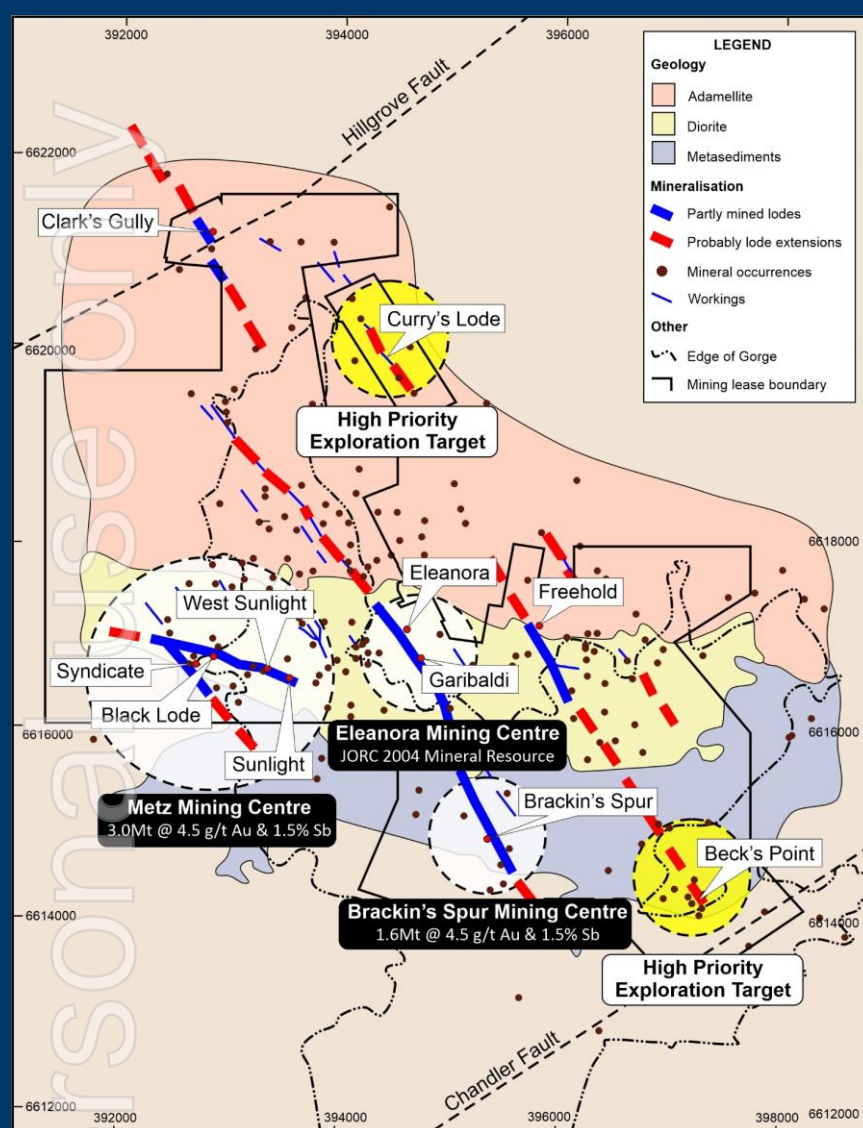 392000
394000
396000
LEGEND
Geology
Adamellite
Diorite
Metasediments
Mineralisation
Partly mined lodes
Probably lode extensions
Mineral occurrences
Workings
Other
Edge of Gorge
Mining lease boundary
Hillgrove Fault
6622000
Clark's Gully
6620000
Curry's Lode
High Priority
Exploration Target
6618000
Eleanora
West Sunlight
Freehold
Syndicate
Garibaldi
Black Lode
6616000
6616000
Sunlight
Eleanora Mining Centre
JORC 2004 Mineral Resource
Metz Mining Centre
3.0Mt @ 4.5 g/t Au & 1.5% Sb
Brackin's Spur
Beck's Point
6614000
6614000
Brackin's Spur Mining Centre
1.6Mt @ 4.5 g/t Au & 1.5% Sb
High Priority
Exploration Target
Chandler Fault
6612000
392000
394000
396000
398000
6612000
rsonal use only